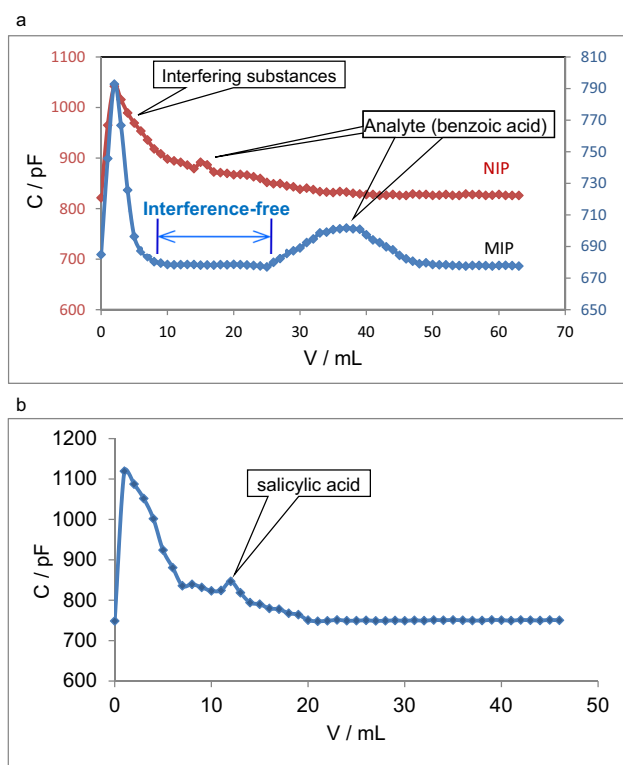 a
1100
1000
900
800
700
600
C / pF
810
790
770
750
730
710
690
670
650
Interfering substances
Analyte (benzoic acid)
NIP
Interference-free
MIP
0 10 20 30 40 50 60 70
V / mL
b
1200
1100
1000
900
800
700
600
C / pF
salicylic acid
0 10 20 30 40 50
V / mL